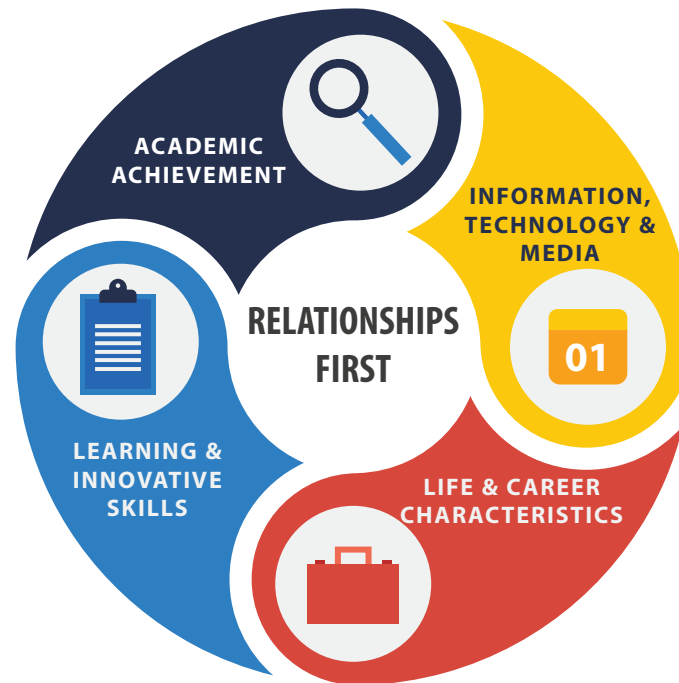 ACADEMIC
ACHIEVEMENT
INFORMATION,
TECHNOLOGY &
MEDIA
RELATIONSHIPS
FIRST
01
LEARNING &
INNOVATIVE
SKILLS
LIFE & CAREER
CHARACTERISTICS